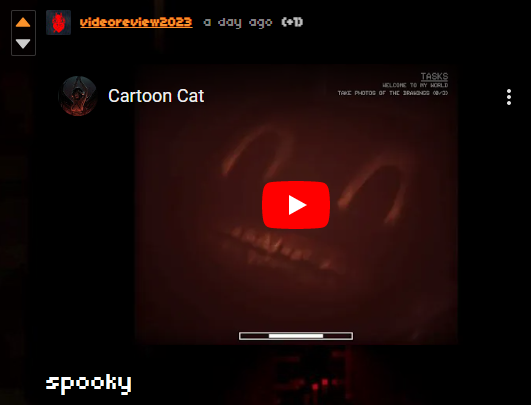 videoreview2023 a day ago (+1)
TASKS
WELCOME TO MY WORLD
TAKE PHOTOS OF THE DRAWINGS (0/3)
Cartoon Cat
spooky